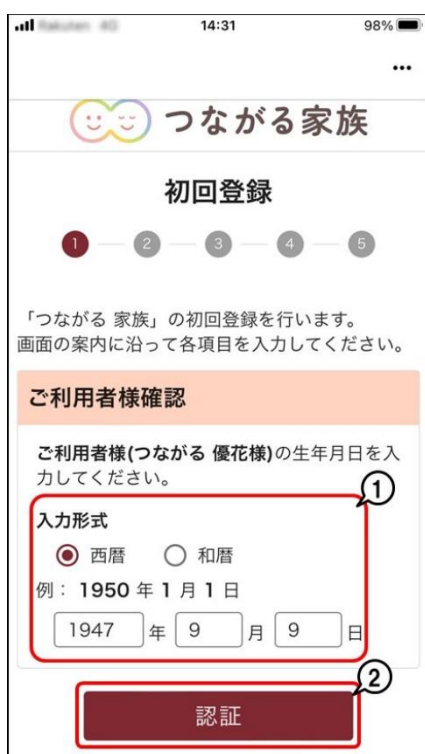 14:31
98%
つながる家族
初回登録
1 2 3 4 5
「つながる 家族」の初回登録を行います。
画面の案内に沿って各項目を入力してください。
ご利用者様確認
ご利用者様(つながる 優花様)の生年月日を入
力してください。
①
入力形式
西暦 和暦
例：1950 年 1 月 1 日
1947 年 9 月 9 日
②
認証